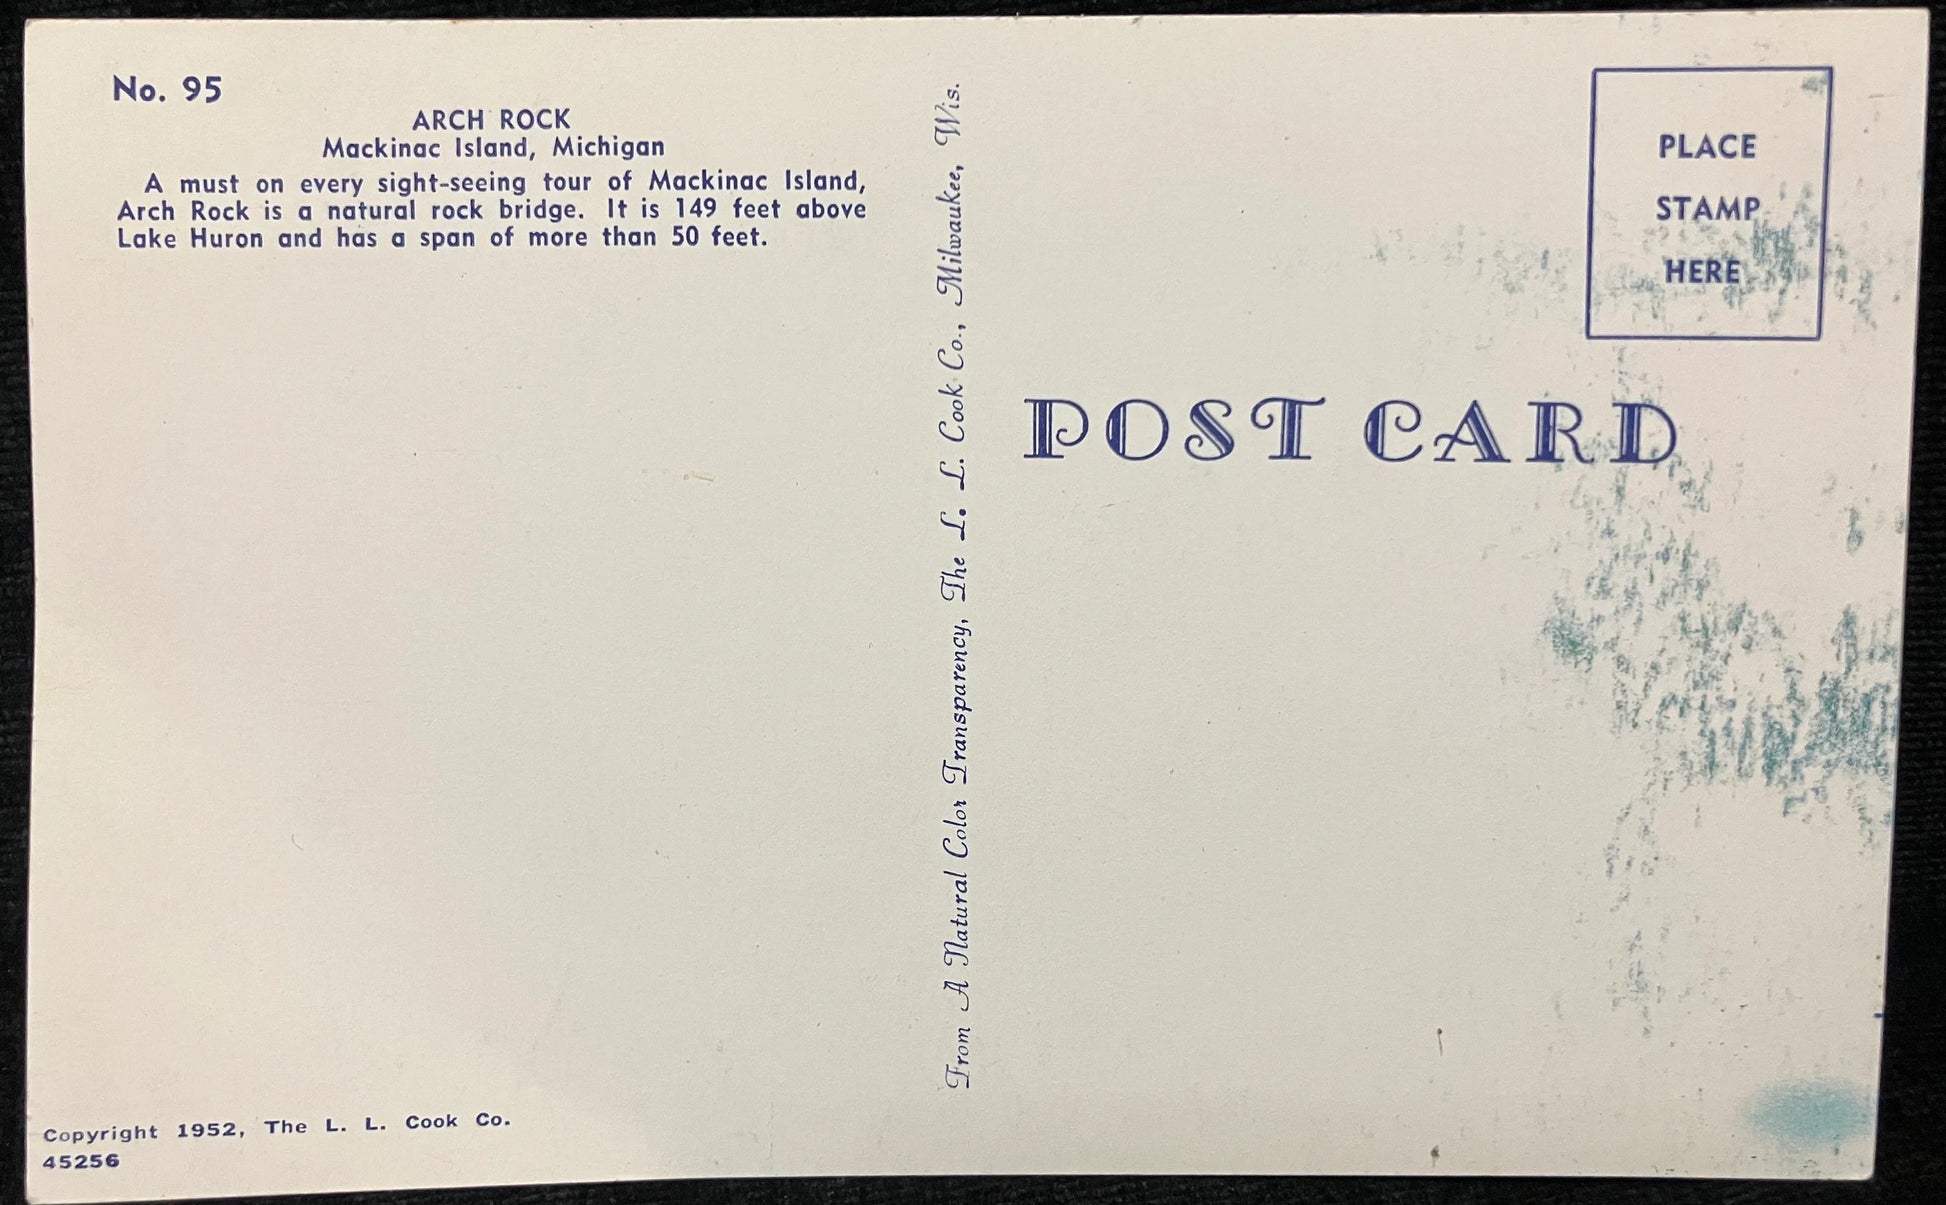 No. 95
ARCH ROCK
Mackinac Island, Michigan
A must on every sight-seeing tour of Mackinac Island,
Arch Rock is a natural rock bridge. It is 149 feet above
Lake Huron and has a span of more than 50 feet.
Copyright 1952, The L. L. Cook Co.
45256
From A Natural Color Transparency, The L. L. Cook Co., Milwaukee, Wis.
PLACE
STAMP
HERE
POST CARD